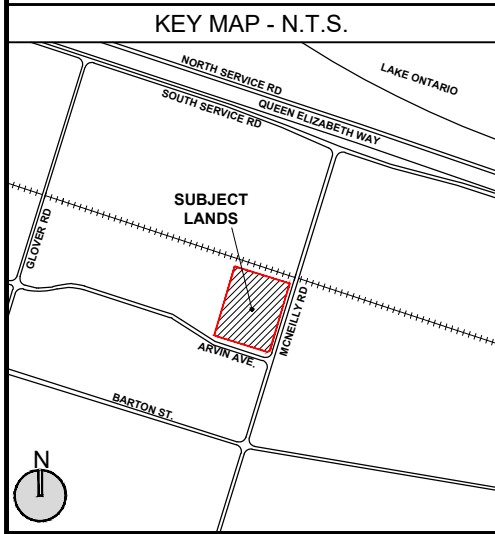 KEY MAP - N.T.S.
NORTH SERVICE RD
LAKE ONTARIO
QUEEN ELIZABETH WAY
SOUTH SERVICE RD
SUBJECT
LANDS
GLOVER RD
MCNEILLY RD
ARVIN AVE.
BARTON ST.
N